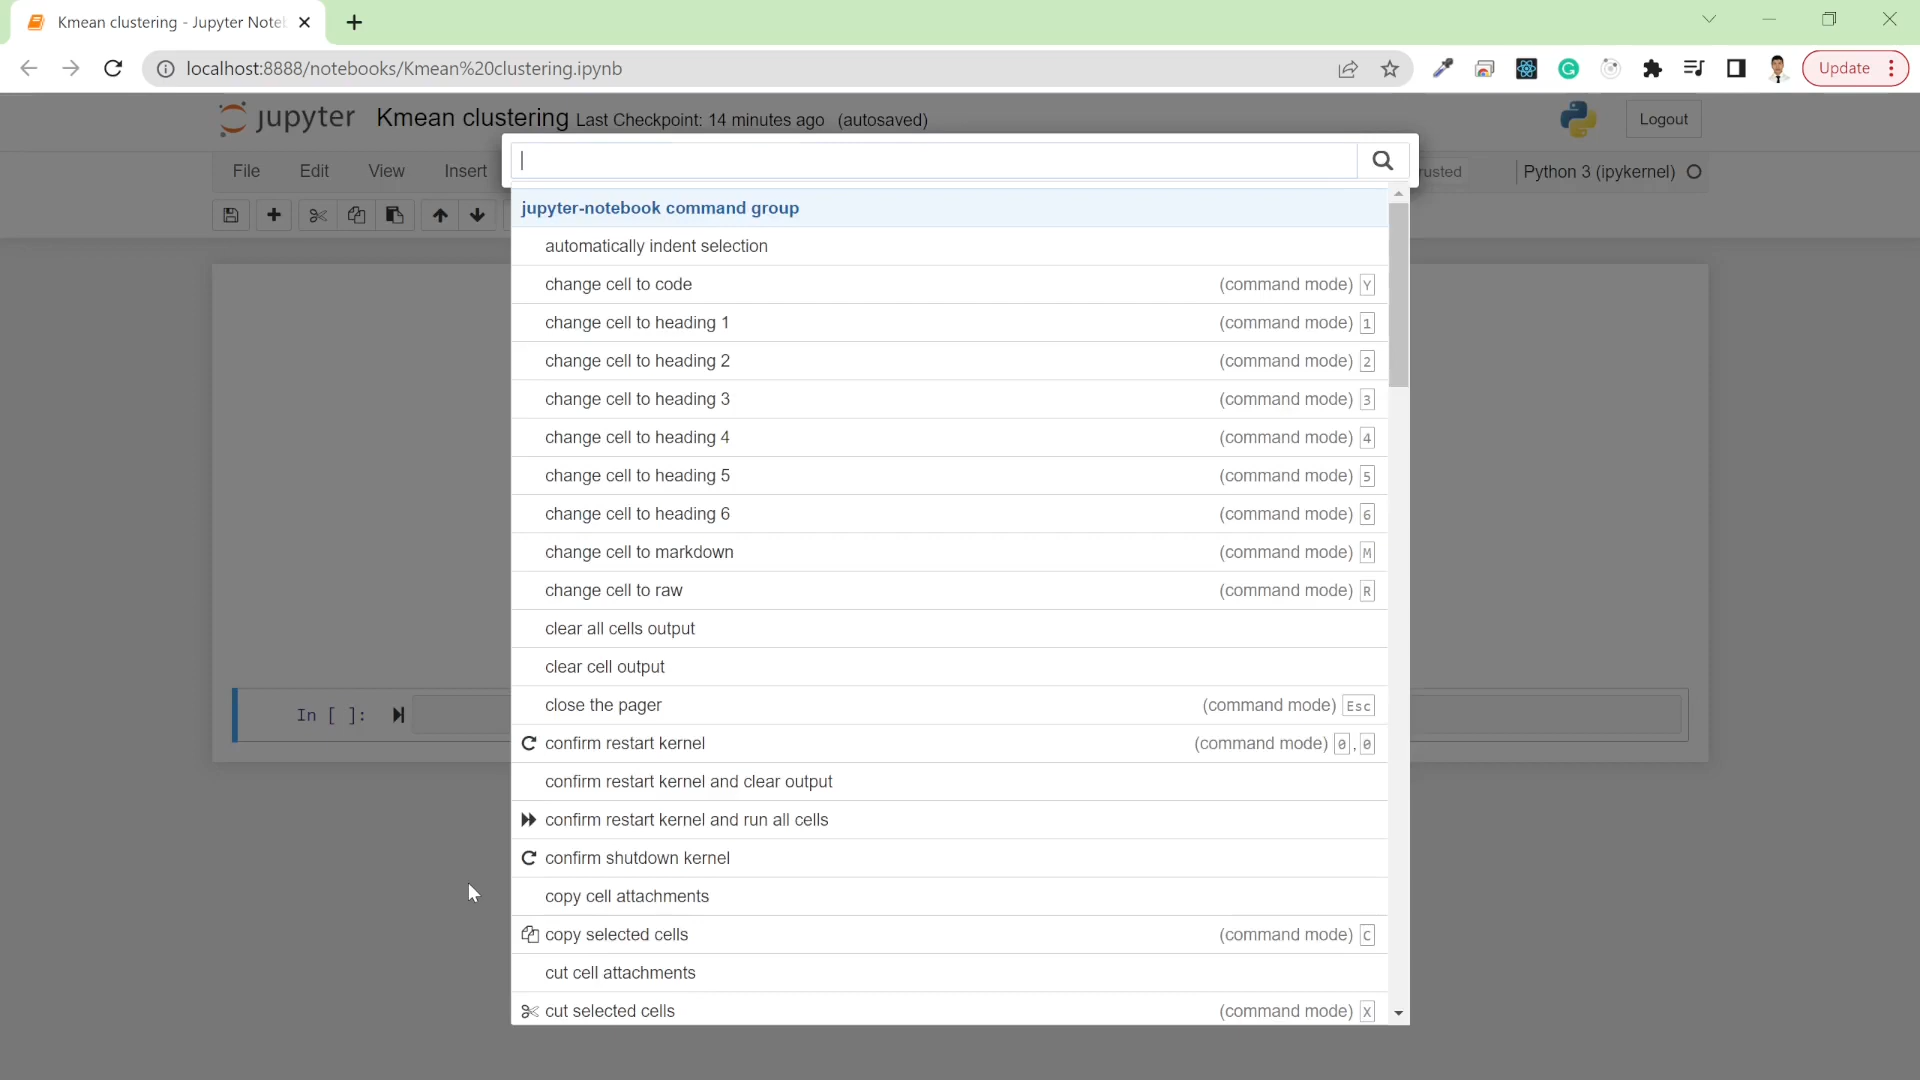 Kmean clustering - Jupyter Note
localhost:8888/notebooks/Kmean%20clustering.ipynb
Update
jupyter Kmean clustering Last Checkpoint: 14 minutes ago (autosaved)
Logout
File Edit View Insert
Python 3 (ipykernel)
jupyter-notebook command group
automatically indent selection
change cell to code (command mode) Y
change cell to heading 1 (command mode) 1
change cell to heading 2 (command mode) 2
change cell to heading 3 (command mode) 3
change cell to heading 4 (command mode) 4
change cell to heading 5 (command mode) 5
change cell to heading 6 (command mode) 6
change cell to markdown (command mode) M
change cell to raw (command mode) R
clear all cells output
clear cell output
In [ ]:
close the pager (command mode) Esc
confirm restart kernel (command mode) 0,0
confirm restart kernel and clear output
confirm restart kernel and run all cells
confirm shutdown kernel
copy cell attachments
copy selected cells (command mode) C
cut cell attachments
cut selected cells (command mode) X